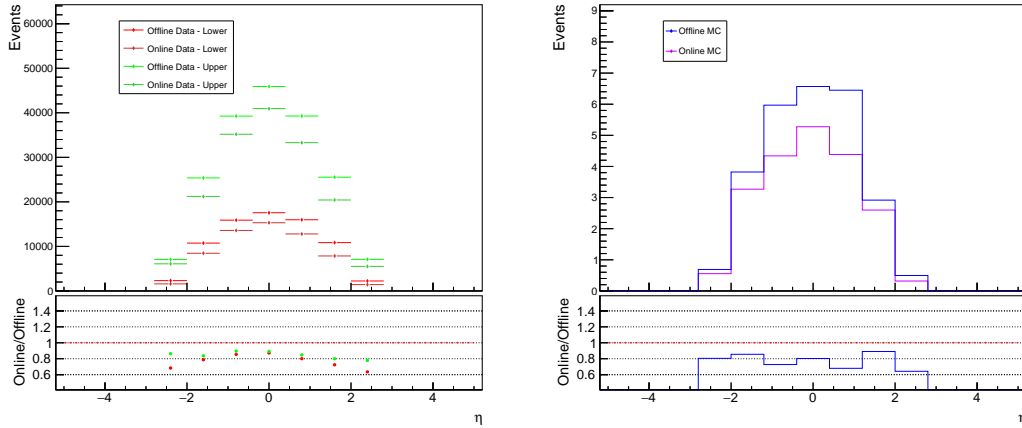 Events
60000
50000
40000
30000
20000
10000
0
Offline Data - Lower
Online Data - Lower
Offline Data - Upper
Online Data - Upper
Online/Offline
1.4
1.2
1
0.8
0.6
−4 −2 0 2 4
η
Events
9
8
7
6
5
4
3
2
1
0
Offline MC
Online MC
Online/Offline
1.4
1.2
1
0.8
0.6
−4 −2 0 2 4
η